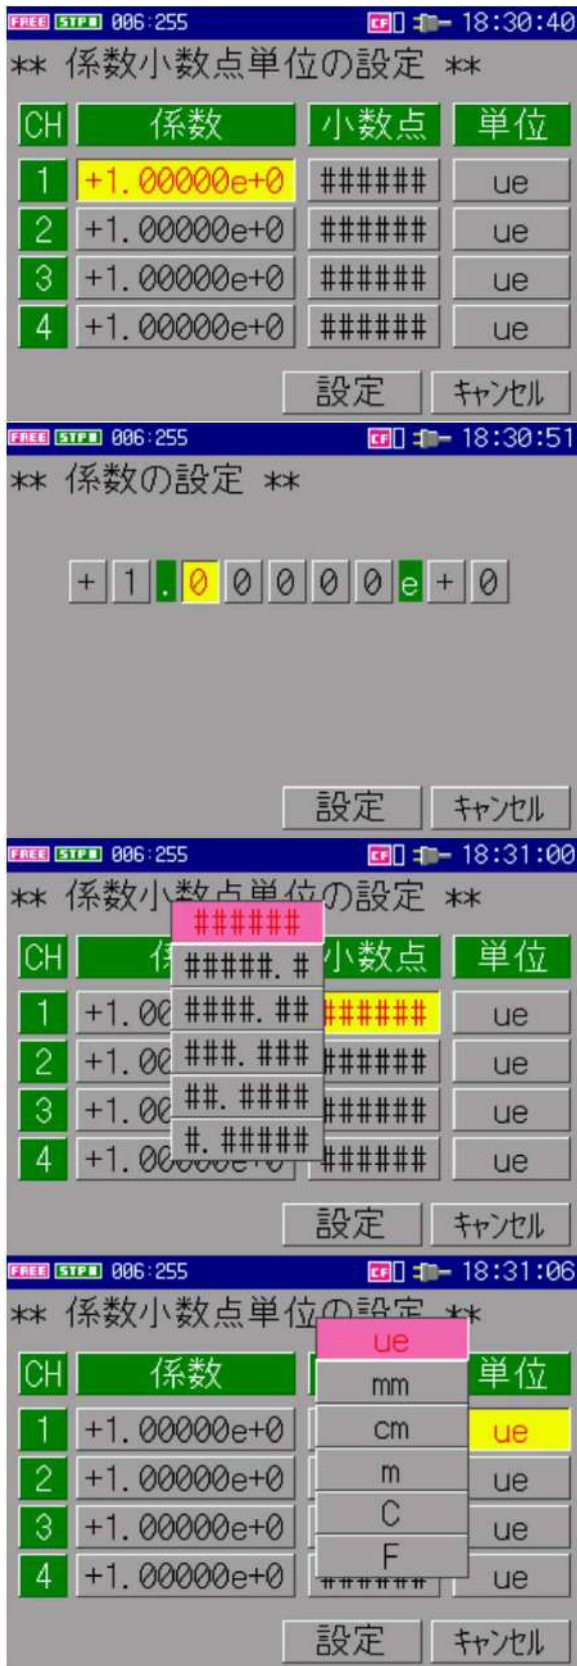 FREE STPⅡ 006:255 CF 18:30:40
** 係数小数点単位の設定 **
CH 係数 小数点 単位
1 +1.00000e+0 ###### ue
2 +1.00000e+0 ###### ue
3 +1.00000e+0 ###### ue
4 +1.00000e+0 ###### ue
設定 キャンセル
FREE STPⅡ 006:255 CF 18:30:51
** 係数の設定 **
+ 1 . 0 0 0 0 0 e + 0
設定 キャンセル
FREE STPⅡ 006:255 CF 18:31:00
** 係数小数点単位の設定 **
######
CH 小数点 単位
#####.#
1 +1.00 ####.## ###### ue
###.###
2 +1.00 ###### ue
##.####
3 +1.00 ###### ue
#.#####
4 +1.00000e+0 ###### ue
設定 キャンセル
FREE STPⅡ 006:255 CF 18:31:06
** 係数小数点単位の設定 **
ue
CH 係数 単位
mm
1 +1.00000e+0 cm ue
2 +1.00000e+0 m ue
C
3 +1.00000e+0 ue
F
4 +1.00000e+0 ###### ue
設定 キャンセル